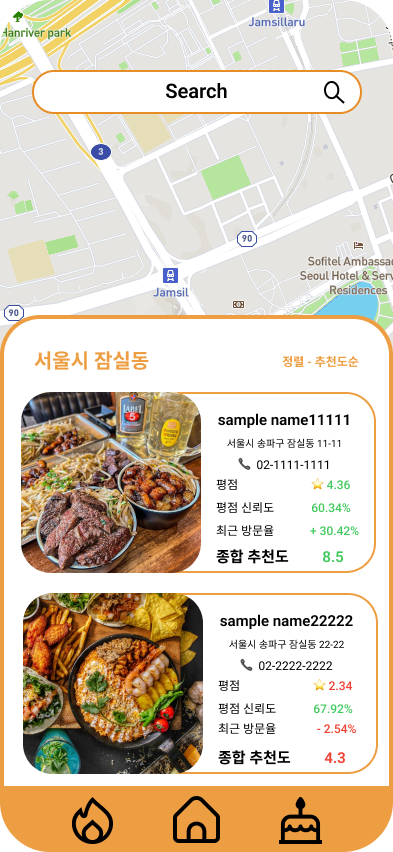 Hanriver park
Jamsillaru
Search
3
90
Sofitel Ambassac
Seoul Hotel & Serv
Residences
Jamsil
90
서울시 잠실동
정렬 - 추천도순
LABEL
5
sample name11111
서울시 송파구 잠실동 11-11
02-1111-1111
평점 4.36
평점 신뢰도 60.34%
최근 방문율 + 30.42%
종합 추천도 8.5
sample name22222
서울시 송파구 잠실동 22-22
02-2222-2222
평점 2.34
평점 신뢰도 67.92%
최근 방문율 - 2.54%
종합 추천도 4.3